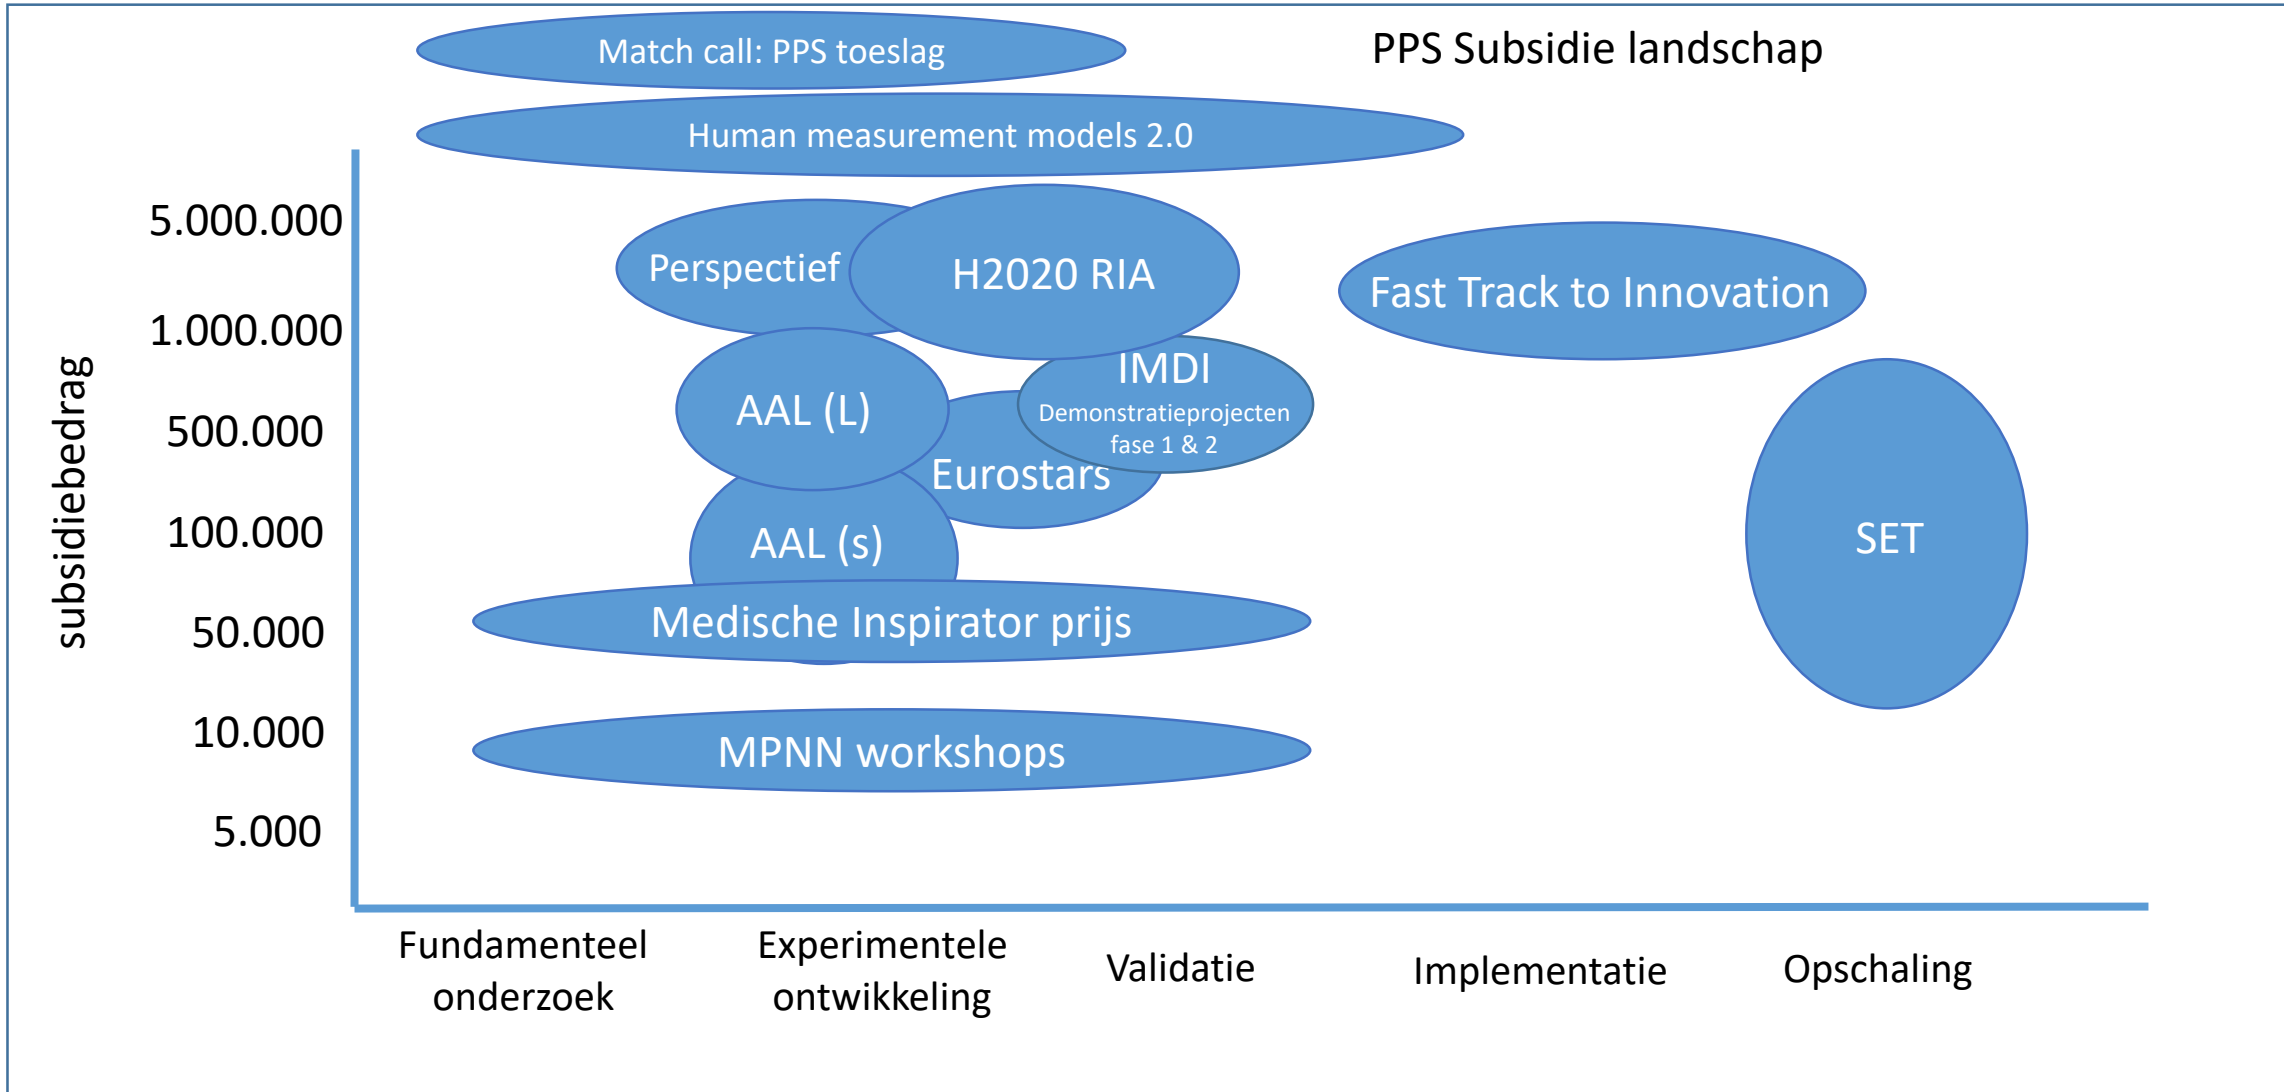 Match call: PPS toeslag
PPS Subsidie landschap
Human measurement models 2.0
subsidiebedrag
5.000.000
1.000.000
500.000
100.000
50.000
10.000
5.000
Perspectief
H2020 RIA
Fast Track to Innovation
AAL (L)
IMDI
Demonstratieprojecten
fase 1 & 2
Eurostars
AAL (s)
SET
Medische Inspirator prijs
MPNN workshops
Fundamenteel
onderzoek
Experimentele
ontwikkeling
Validatie
Implementatie
Opschaling